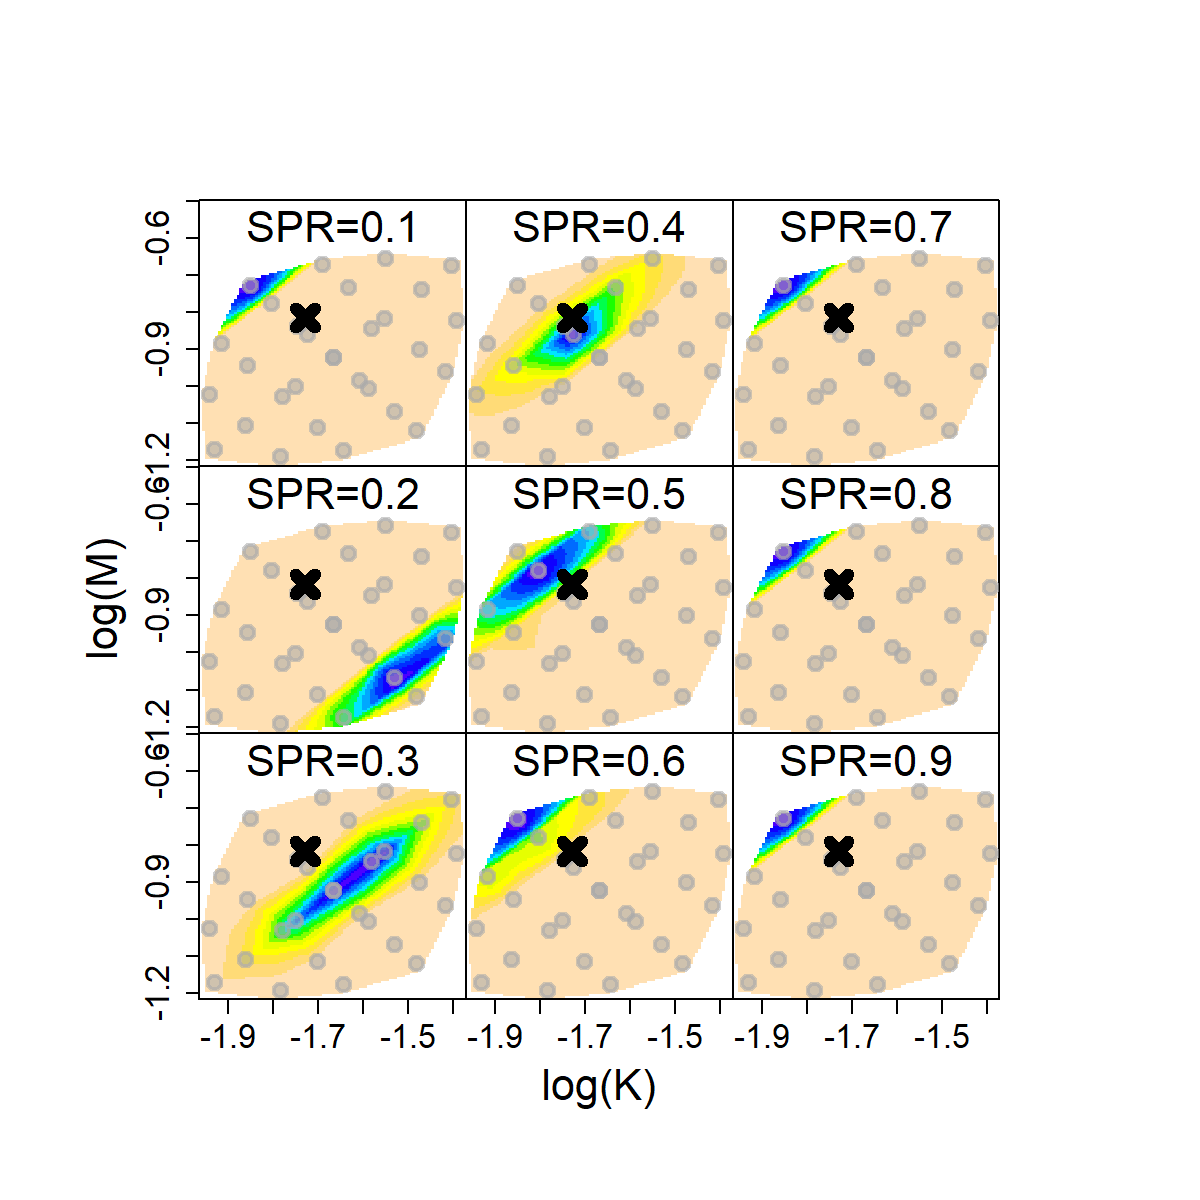 SPR=0.1 SPR=0.4 SPR=0.7
-0.6
-0.9
-1.2
SPR=0.2 SPR=0.5 SPR=0.8
-0.6
-0.9
-1.2
SPR=0.3 SPR=0.6 SPR=0.9
-0.6
-0.9
-1.2
log(M)
-1.9 -1.7 -1.5 -1.9 -1.7 -1.5 -1.9 -1.7 -1.5
log(K)